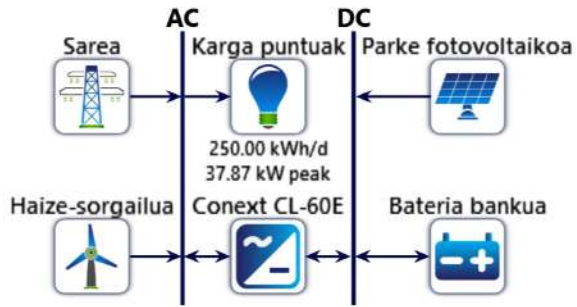 AC
DC
Sarea
Karga puntuak
Parke fotovoltaikoa
250.00 kWh/d
37.87 kW peak
Haize-sorgailua
Conext CL-60E
Bateria bankua